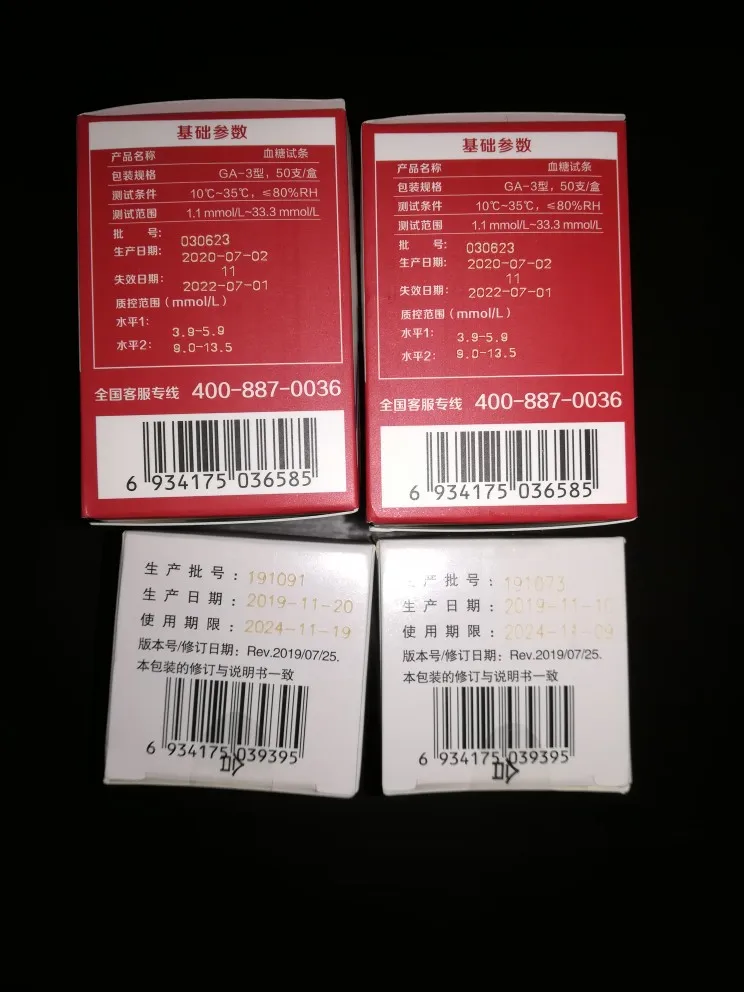 基础参数
产品名称 血糖试条
包装规格 GA-3型，50支/盒
测试条件 10℃~35℃，≤80%RH
测试范围 1.1 mmol/L~33.3 mmol/L
批 号: 030623
生产日期: 2020-07-02
11
失效日期: 2022-07-01
质控范围（mmol/L）
水平1: 3.9-5.9
水平2: 9.0-13.5
全国客服专线 400-887-0036
6 934175 036585
基础参数
产品名称 血糖试条
包装规格 GA-3型，50支/盒
测试条件 10℃~35℃，≤80%RH
测试范围 1.1 mmol/L~33.3 mmol/L
批 号: 030623
生产日期: 2020-07-02
11
失效日期: 2022-07-01
质控范围（mmol/L）
水平1: 3.9-5.9
水平2: 9.0-13.5
全国客服专线 400-887-0036
6 934175 036585
生产批号: 191091
生产日期: 2019-11-20
使用期限: 2024-11-19
版本号/修订日期: Rev.2019/07/25.
本包装的修订与说明书一致
6 934175 039395
合
生产批号: 191073
生产日期: 2019-11-10
使用期限: 2024-11-09
版本号/修订日期: Rev.2019/07/25.
本包装的修订与说明书一致
6 934175 039395
合